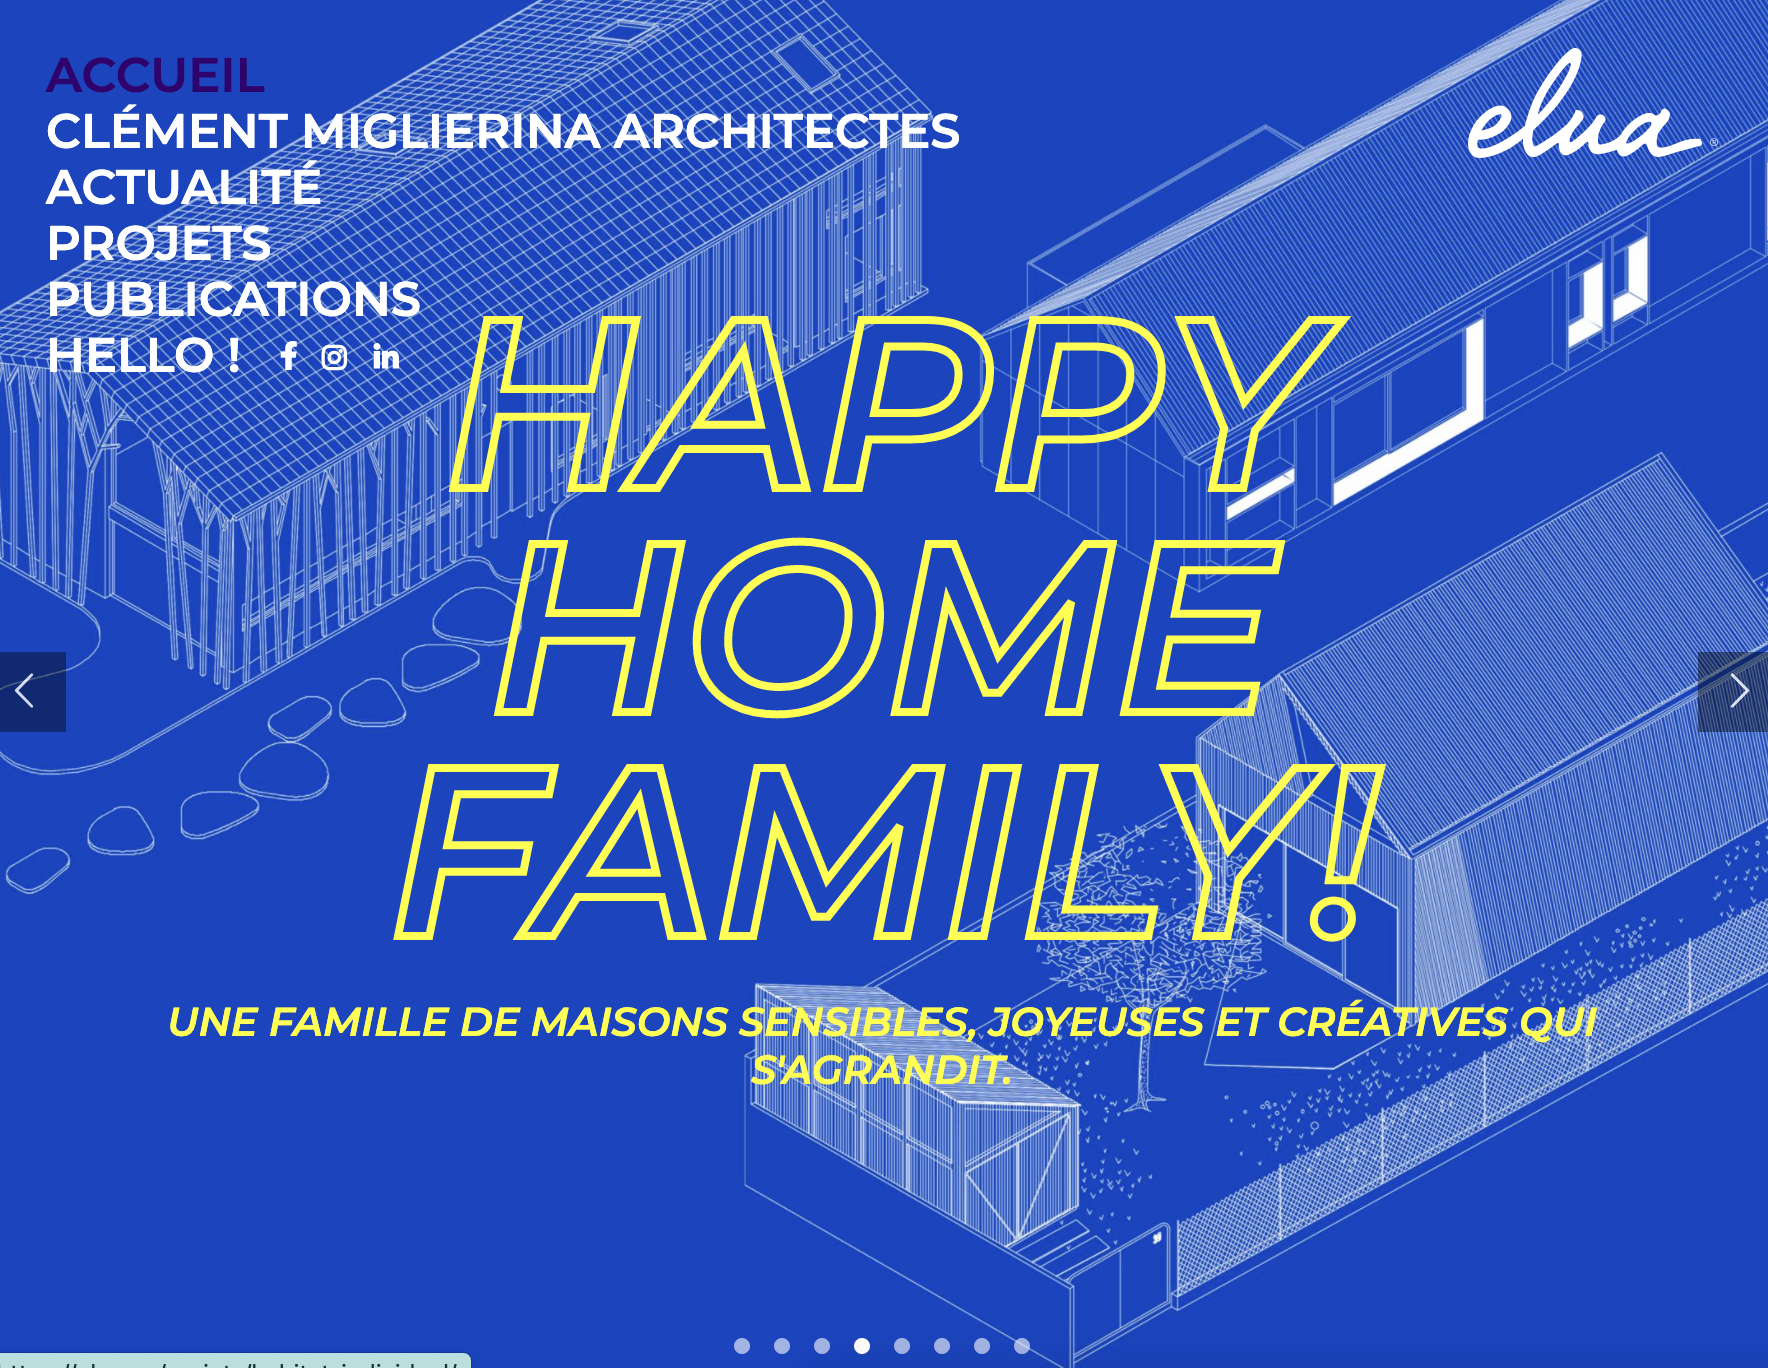 ACCUEIL
CLÉMENT MIGLIERINA ARCHITECTES
ACTUALITÉ
PROJETS
PUBLICATIONS
HELLO !
elua ®
HAPPY
HOME
FAMILY!
UNE FAMILLE DE MAISONS SENSIBLES, JOYEUSES ET CRÉATIVES QUI
S'AGRANDIT.